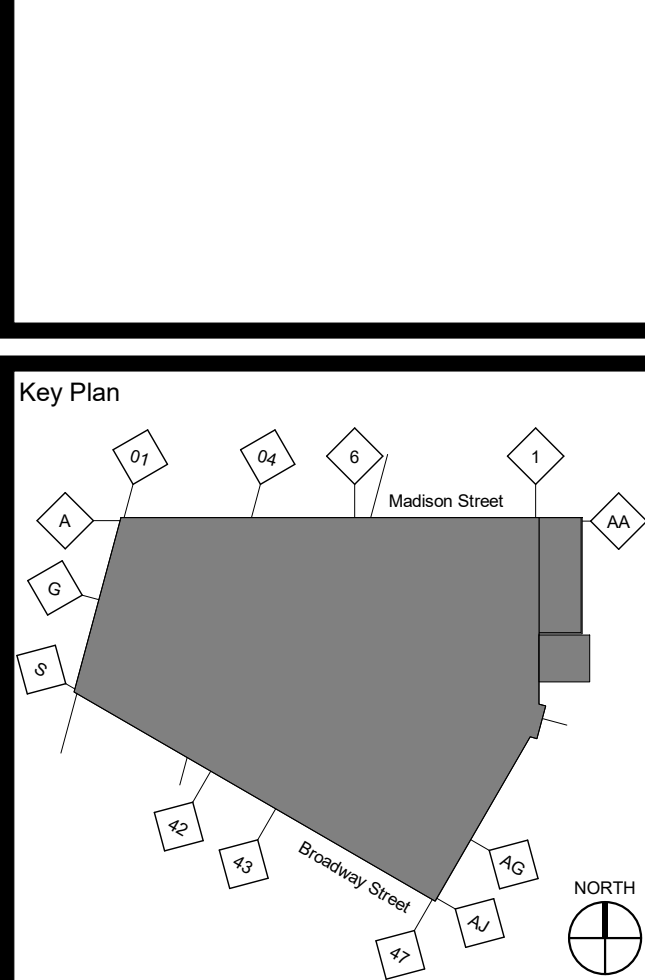 Key Plan
01
04
6
1
Madison Street
A
AA
G
S
42
43
Broadway Street
AG
NORTH
AJ
47